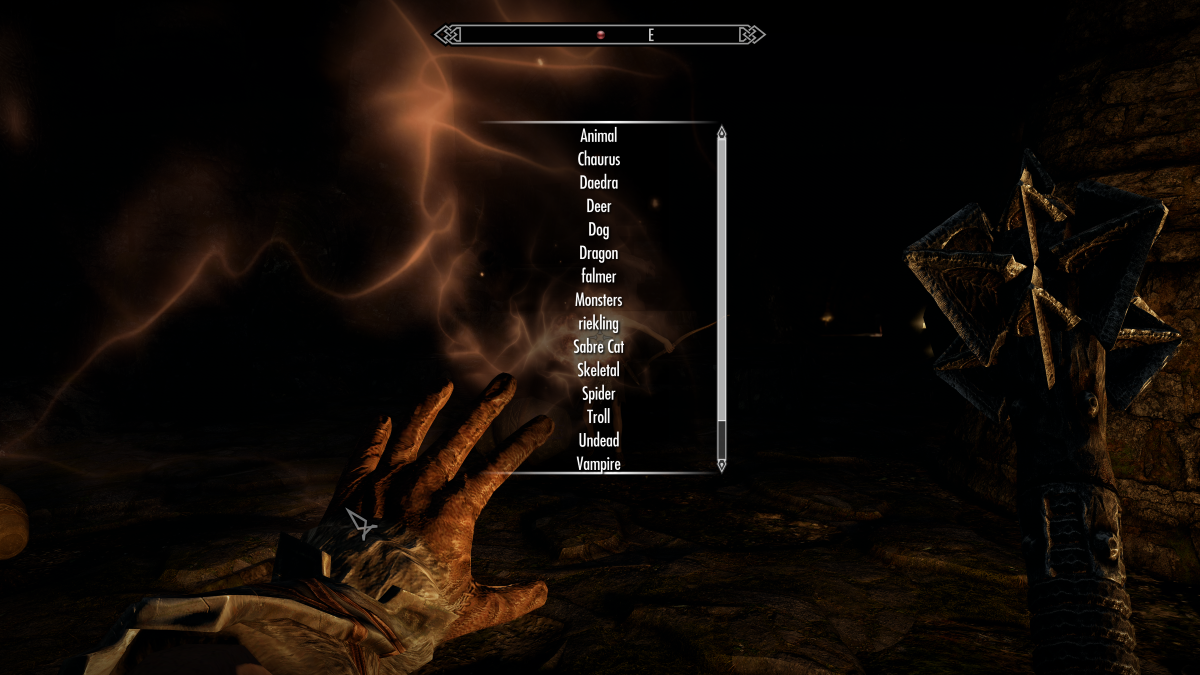 E
Animal
Chaurus
Daedra
Deer
Dog
Dragon
falmer
Monsters
riekling
Sabre Cat
Skeletal
Spider
Troll
Undead
Vampire